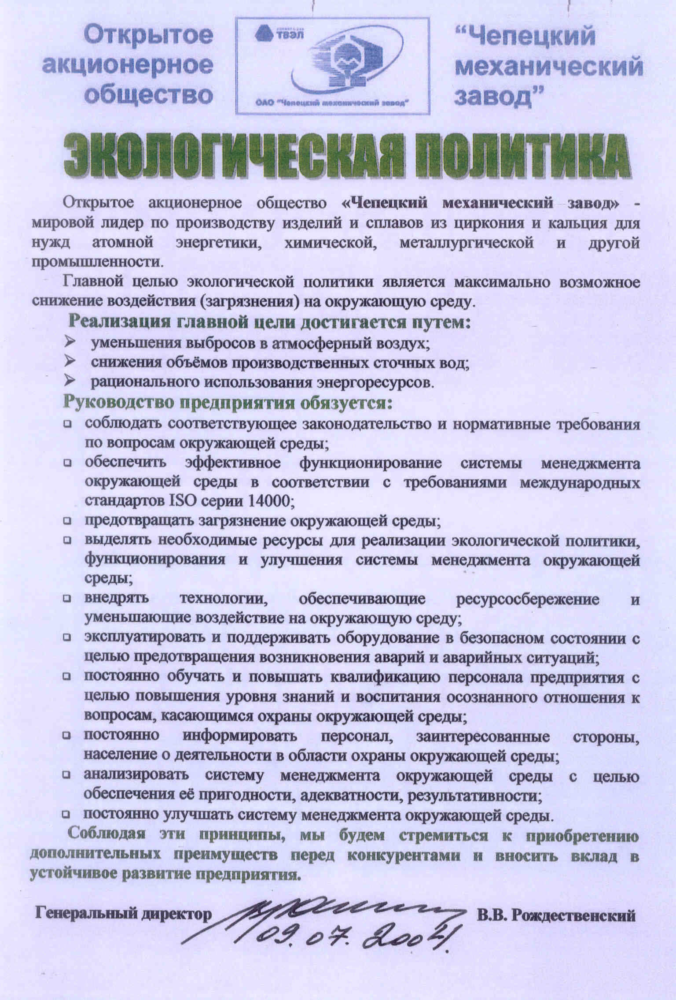 Открытое
акционерное
общество
ТВЭЛ
ОАО "Чепецкий механический завод"
“Чепецкий
механический
завод”
ЭКОЛОГИЧЕСКАЯ ПОЛИТИКА
Открытое акционерное общество «Чепецкий механический завод» -
мировой лидер по производству изделий и сплавов из циркония и кальция для
нужд атомной энергетики, химической, металлургической и другой
промышленности.
Главной целью экологической политики является максимально возможное
снижение воздействия (загрязнения) на окружающую среду.
Реализация главной цели достигается путем:
➢ уменьшения выбросов в атмосферный воздух;
➢ снижения объёмов производственных сточных вод;
➢ рационального использования энергоресурсов.
Руководство предприятия обязуется:
❑ соблюдать соответствующее законодательство и нормативные требования
по вопросам окружающей среды;
❑ обеспечить эффективное функционирование системы менеджмента
окружающей среды в соответствии с требованиями международных
стандартов ISO серии 14000;
❑ предотвращать загрязнение окружающей среды;
❑ выделять необходимые ресурсы для реализации экологической политики,
функционирования и улучшения системы менеджмента окружающей
среды;
❑ внедрять технологии, обеспечивающие ресурсосбережение и
уменьшающие воздействие на окружающую среду;
❑ эксплуатировать и поддерживать оборудование в безопасном состоянии с
целью предотвращения возникновения аварий и аварийных ситуаций;
❑ постоянно обучать и повышать квалификацию персонала предприятия с
целью повышения уровня знаний и воспитания осознанного отношения к
вопросам, касающимся охраны окружающей среды;
❑ постоянно информировать персонал, заинтересованные стороны,
население о деятельности в области охраны окружающей среды;
❑ анализировать систему менеджмента окружающей среды с целью
обеспечения её пригодности, адекватности, результативности;
❑ постоянно улучшать систему менеджмента окружающей среды.
Соблюдая эти принципы, мы будем стремиться к приобретению
дополнительных преимуществ перед конкурентами и вносить вклад в
устойчивое развитие предприятия.
Генеральный директор В.В. Рождественский
09.07.2004.